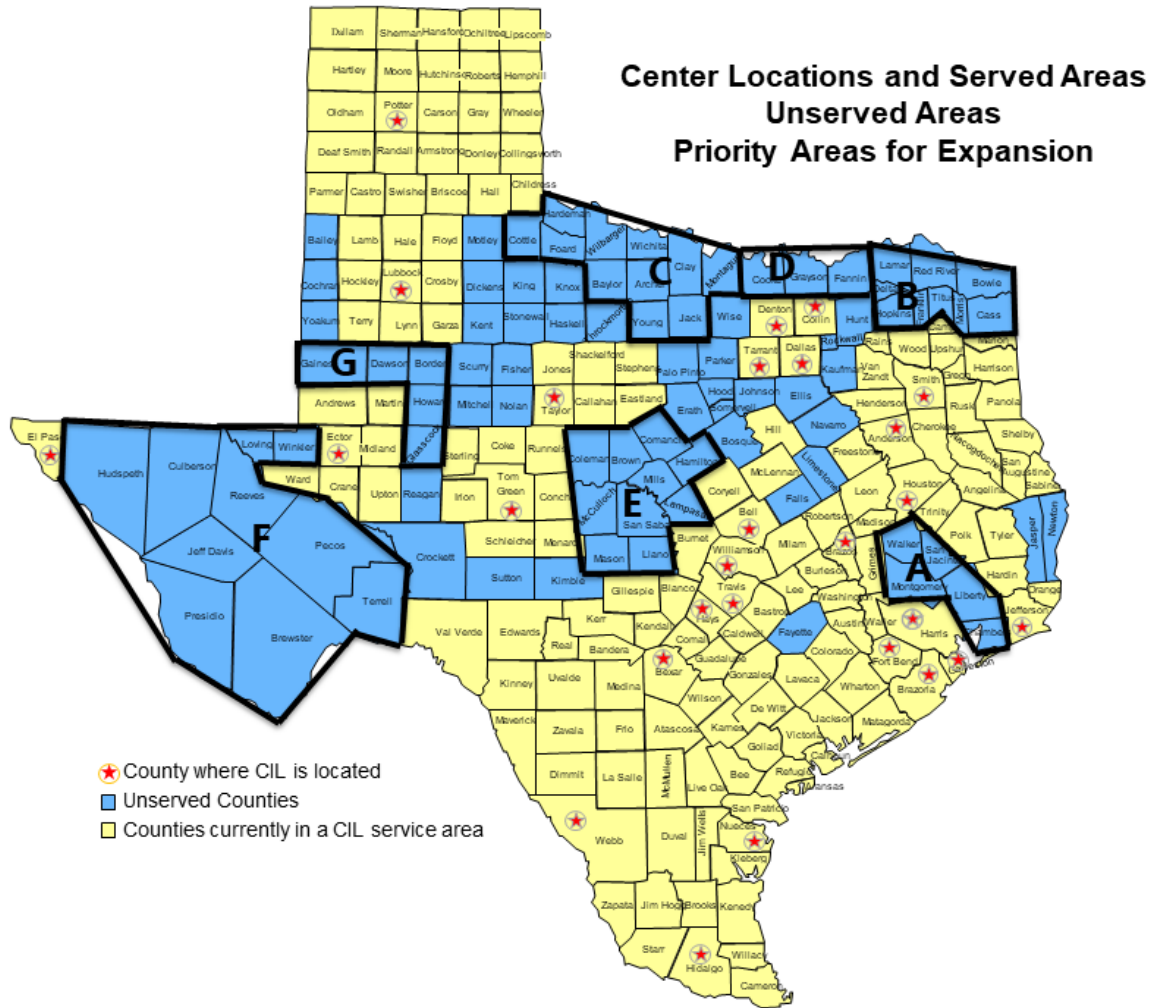 Center Locations and Served Areas
Unserved Areas
Priority Areas for Expansion
Dallam Sherman Hansford Ochiltree Lipscomb
Hartley Moore Hutchins Roberts Hemphill
Oldham Potter Carson Gray Wheeler
Deaf Smith Randall Armstrong Donley Collingsworth
Parmer Castro Swisher Briscoe Hall Childress
Hardeman
Bailey Lamb Hale Floyd Motley Cottle Foard Wilbarger Wichita
Clay Montagu Grayson Fannin Lamar Red River Bowie
C D B
Cochran Hockley Lubbock Crosby Dickens King Knox Baylor
Denton Collin Hunt Hopkins Franklin Titus Morris Cass
Yoakum Terry Lynn Garza Kent Stonewall Haskell Throckmorton Young Jack Wise
Rockwall Rains Wood Upshur Marion
Gaines G Dawson Borden Scurry Fisher Jones Shackelford Stephens Palo Pinto Parker Tarrant Dallas Kaufman Van Zandt Smith Gregg Harrison
Andrews Martin Howard Mitchel Nolan Taylor Callahan Eastland Erath Hood Somervell Johnson Ellis Henderson Rusk Panola
El Pas Hudspeth Culberson Loving Winkler Ector Midland Glasscock Sterling Coke Runnels Coleman Brown Comanch Hamilton Bosque Hill Navarro Freestone Anderson Cherokee Nacogdoches Shelby
Reeves Ward Crane Upton Reagan Irion Tom Green Conch McCulloch Mills Lampasas Coryell McLennan Limestone Falls Leon Houston Angelina San Augustine Sabine
Jeff Davis F Pecos Crockett Schleicher Menard E San Saba Burnet Bell Robertson Madison Trinity Polk Tyler Jasper Newton
Presidio Brewster Terrell Sutton Kimble Mason Llano Williamson Milam Brazos Grimes Walker San Jacinto A Montgomery Liberty Hardin Orange
Val Verde Edwards Gillespie Blanco Travis Lee Burleson Washington Jefferson
Real Kerr Kendall Hays Bastrop Fayette Austin Waller Harris Chambers
Bandera Comal Caldwell Colorado Fort Bend Galveston
Kinney Uvalde Medina Bexar Guadalupe Gonzales Lavaca Wharton Brazoria
Maverick Zavala Frio Atascosa Wilson Karnes De Witt Jackson Matagorda
Dimmit La Salle McMullen Live Oak Bee Goliad Victoria Calhoun
Refugio Aransas
San Patricio
Webb Duval Jim Wells Nueces
Kleberg
Zapata Jim Hogg Brooks Kenedy
Starr Hidalgo Willacy
Cameron
County where CIL is located
Unserved Counties
Counties currently in a CIL service area